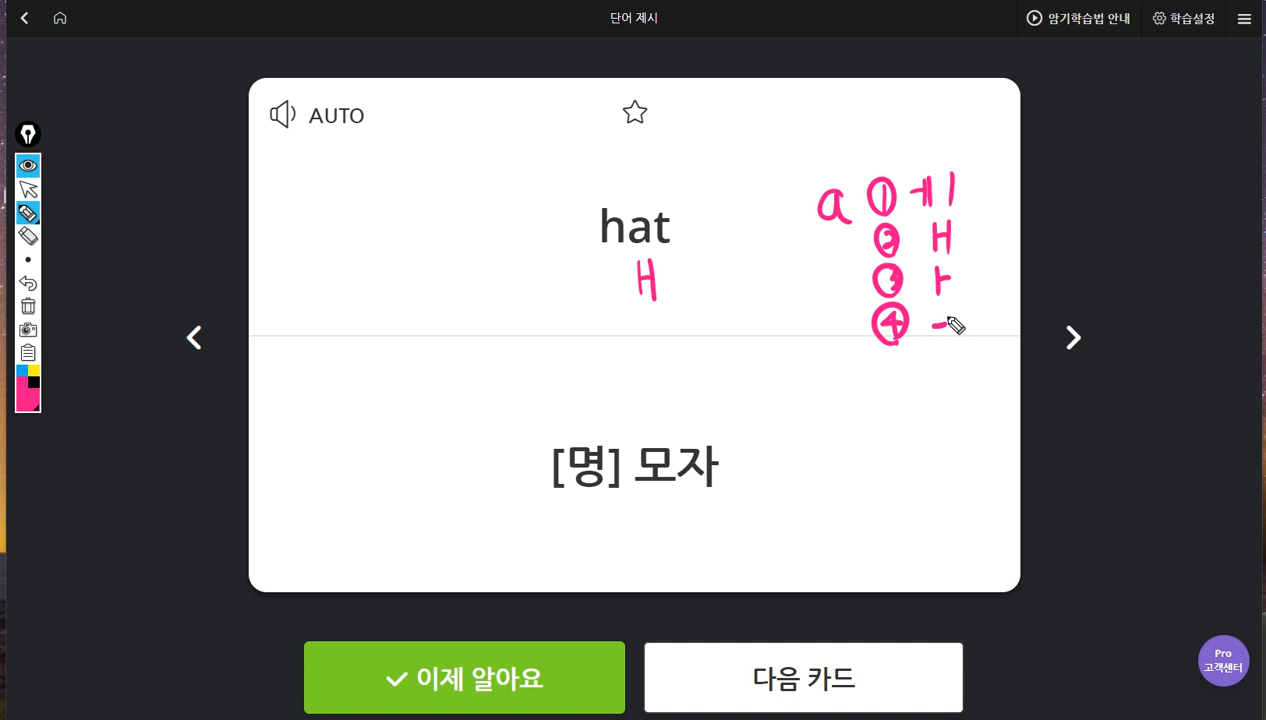 단어 제시
암기학습법 안내
학습설정
AUTO
hat
ㅐ
a ① ㅔㅣ
② ㅐ
③ ㅏ
④
[명] 모자
이제 알아요
다음 카드
Pro
고객센터